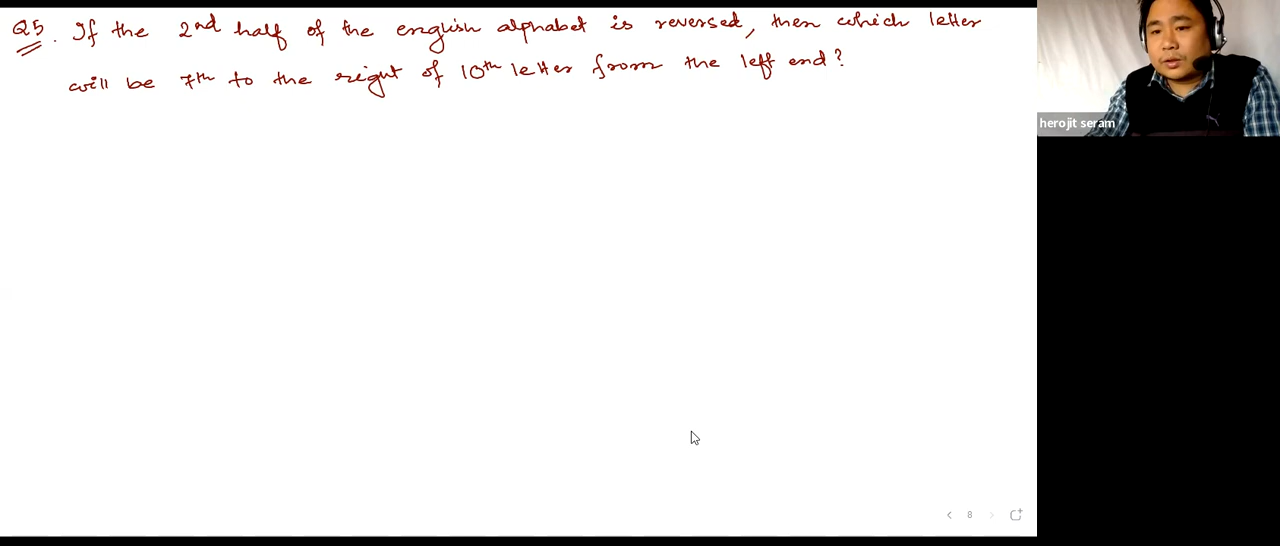 Q5. If the 2nd half of the english alphabet is reversed, then which letter
will be 7th to the right of 10th letter from the left end?
herojit seram
8